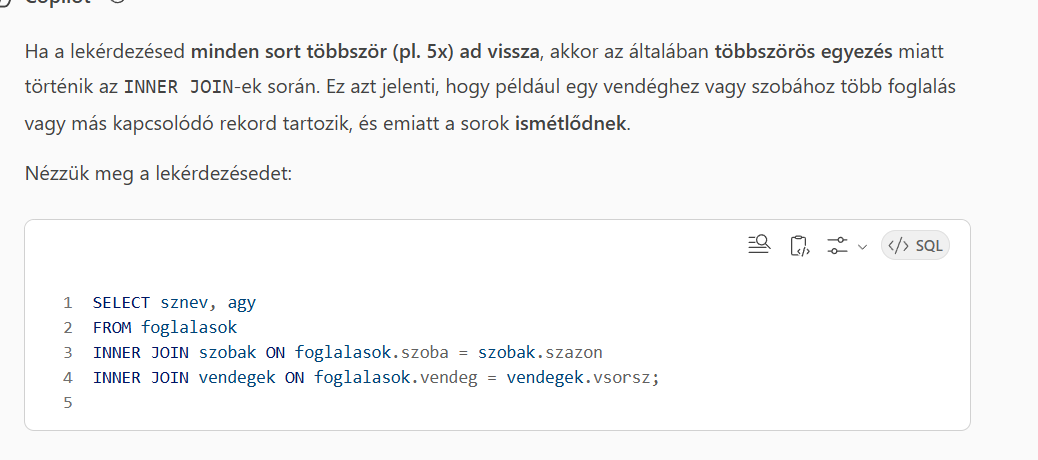 Copilot
Ha a lekérdezésed minden sort többször (pl. 5x) ad vissza, akkor az általában többszörös egyezés miatt
történik az INNER JOIN-ek során. Ez azt jelenti, hogy például egy vendéghez vagy szobához több foglalás
vagy más kapcsolódó rekord tartozik, és emiatt a sorok ismétlődnek.
Nézzük meg a lekérdezésedet:
</> SQL
1 SELECT sznev, agy
2 FROM foglalasok
3 INNER JOIN szobak ON foglalasok.szoba = szobak.szazon
4 INNER JOIN vendegek ON foglalasok.vendeg = vendegek.vsorsz;
5